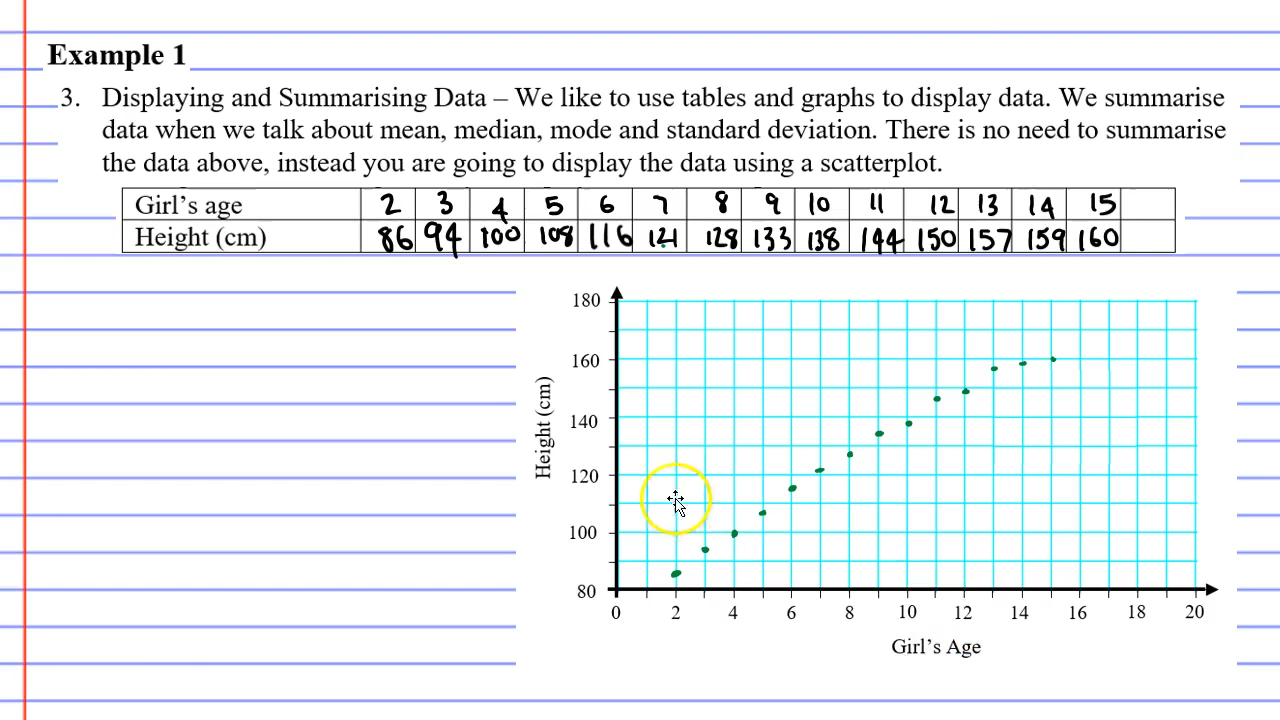 Example 1
3. Displaying and Summarising Data – We like to use tables and graphs to display data. We summarise
data when we talk about mean, median, mode and standard deviation. There is no need to summarise
the data above, instead you are going to display the data using a scatterplot.
Girl's age 2 3 4 5 6 7 8 9 10 11 12 13 14 15
Height (cm) 86 94 100 108 116 121 128 133 138 144 150 157 159 160
180
160
140
120
100
80
Height (cm)
0 2 4 6 8 10 12 14 16 18 20
Girl's Age